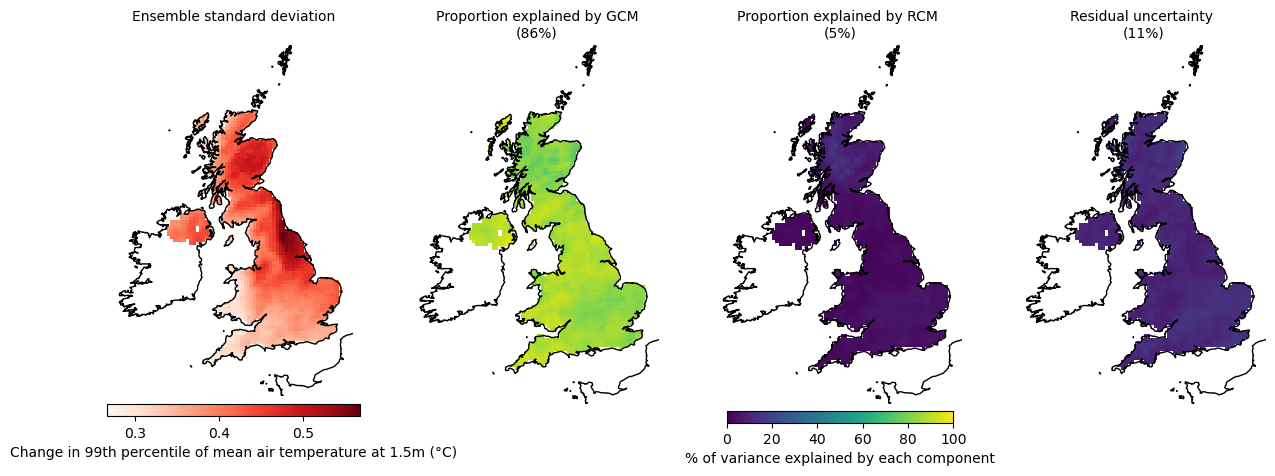 Ensemble standard deviation
Proportion explained by GCM
(86%)
Proportion explained by RCM
(5%)
Residual uncertainty
(11%)
0.3 0.4 0.5
Change in 99th percentile of mean air temperature at 1.5m (°C)
0 20 40 60 80 100
% of variance explained by each component